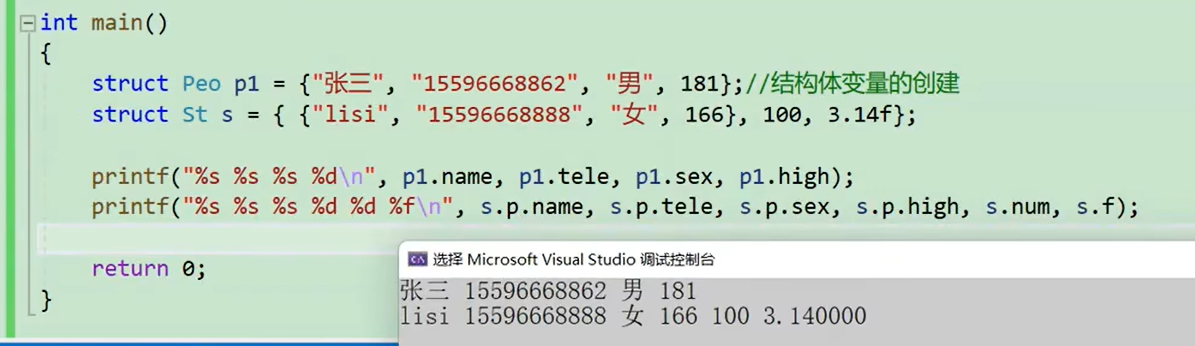 int main()
{
struct Peo p1 = {"张三", "15596668862", "男", 181};//结构体变量的创建
struct St s = { {"lisi", "15596668888", "女", 166}, 100, 3.14f};
printf("%s %s %s %d\n", p1.name, p1.tele, p1.sex, p1.high);
printf("%s %s %s %d %d %f\n", s.p.name, s.p.tele, s.p.sex, s.p.high, s.num, s.f);
return 0;
}
选择 Microsoft Visual Studio 调试控制台
张三 15596668862 男 181
lisi 15596668888 女 166 100 3.140000